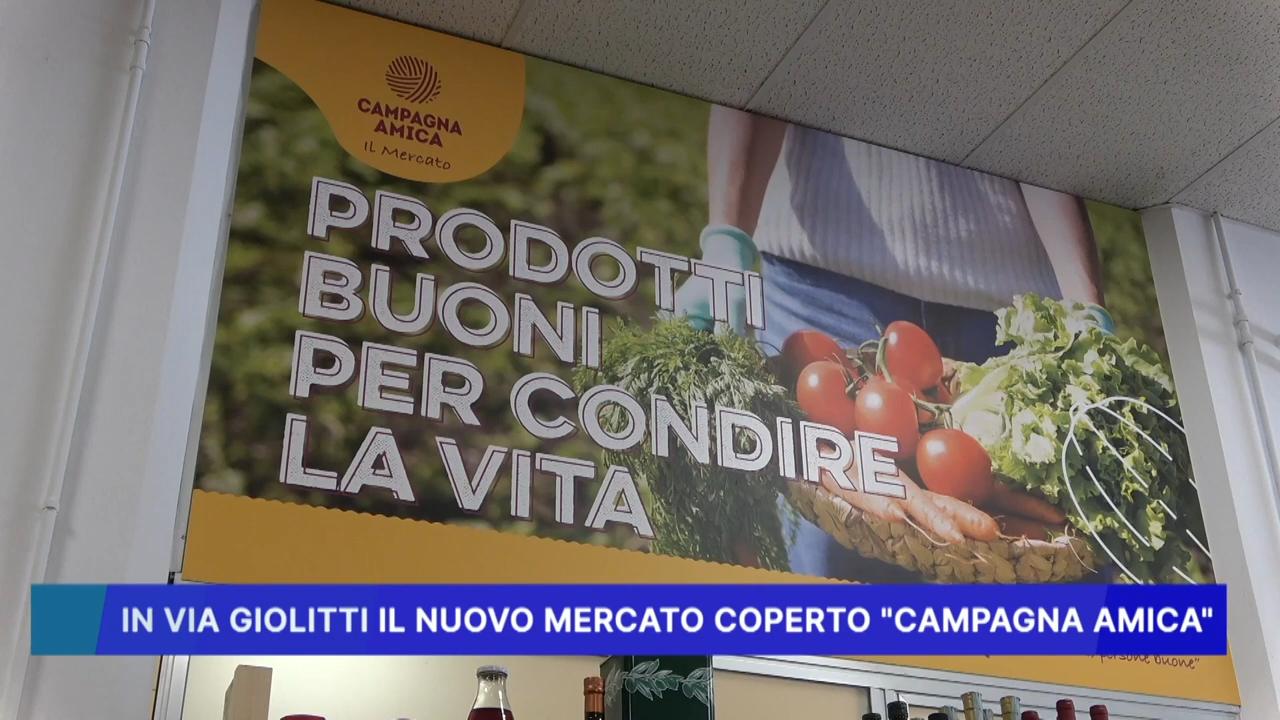 CAMPAGNA
AMICA
Il Mercato
PRODOTTI
BUONI
PER CONDIRE
LA VITA
IN VIA GIOLITTI IL NUOVO MERCATO COPERTO "CAMPAGNA AMICA"
persone buone"